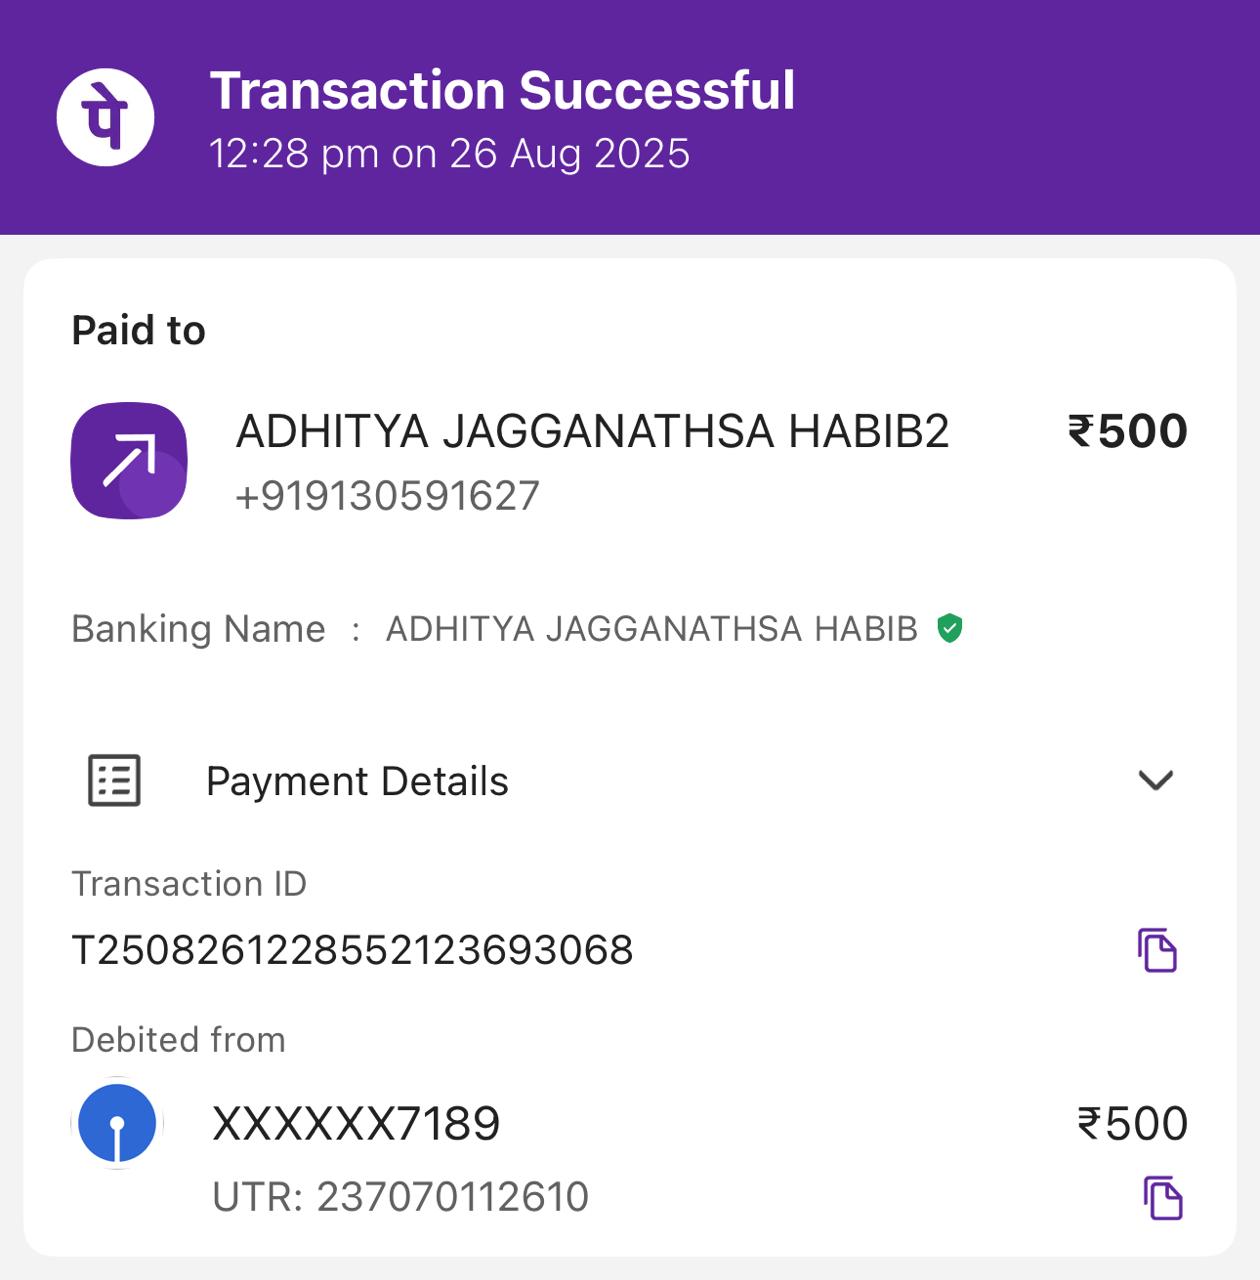 पे
Transaction Successful
12:28 pm on 26 Aug 2025
Paid to
ADHITYA JAGGANATHSA HABIB2 ₹500
+919130591627
Banking Name : ADHITYA JAGGANATHSA HABIB
Payment Details
Transaction ID
T2508261228552123693068
Debited from
XXXXXX7189 ₹500
UTR: 237070112610